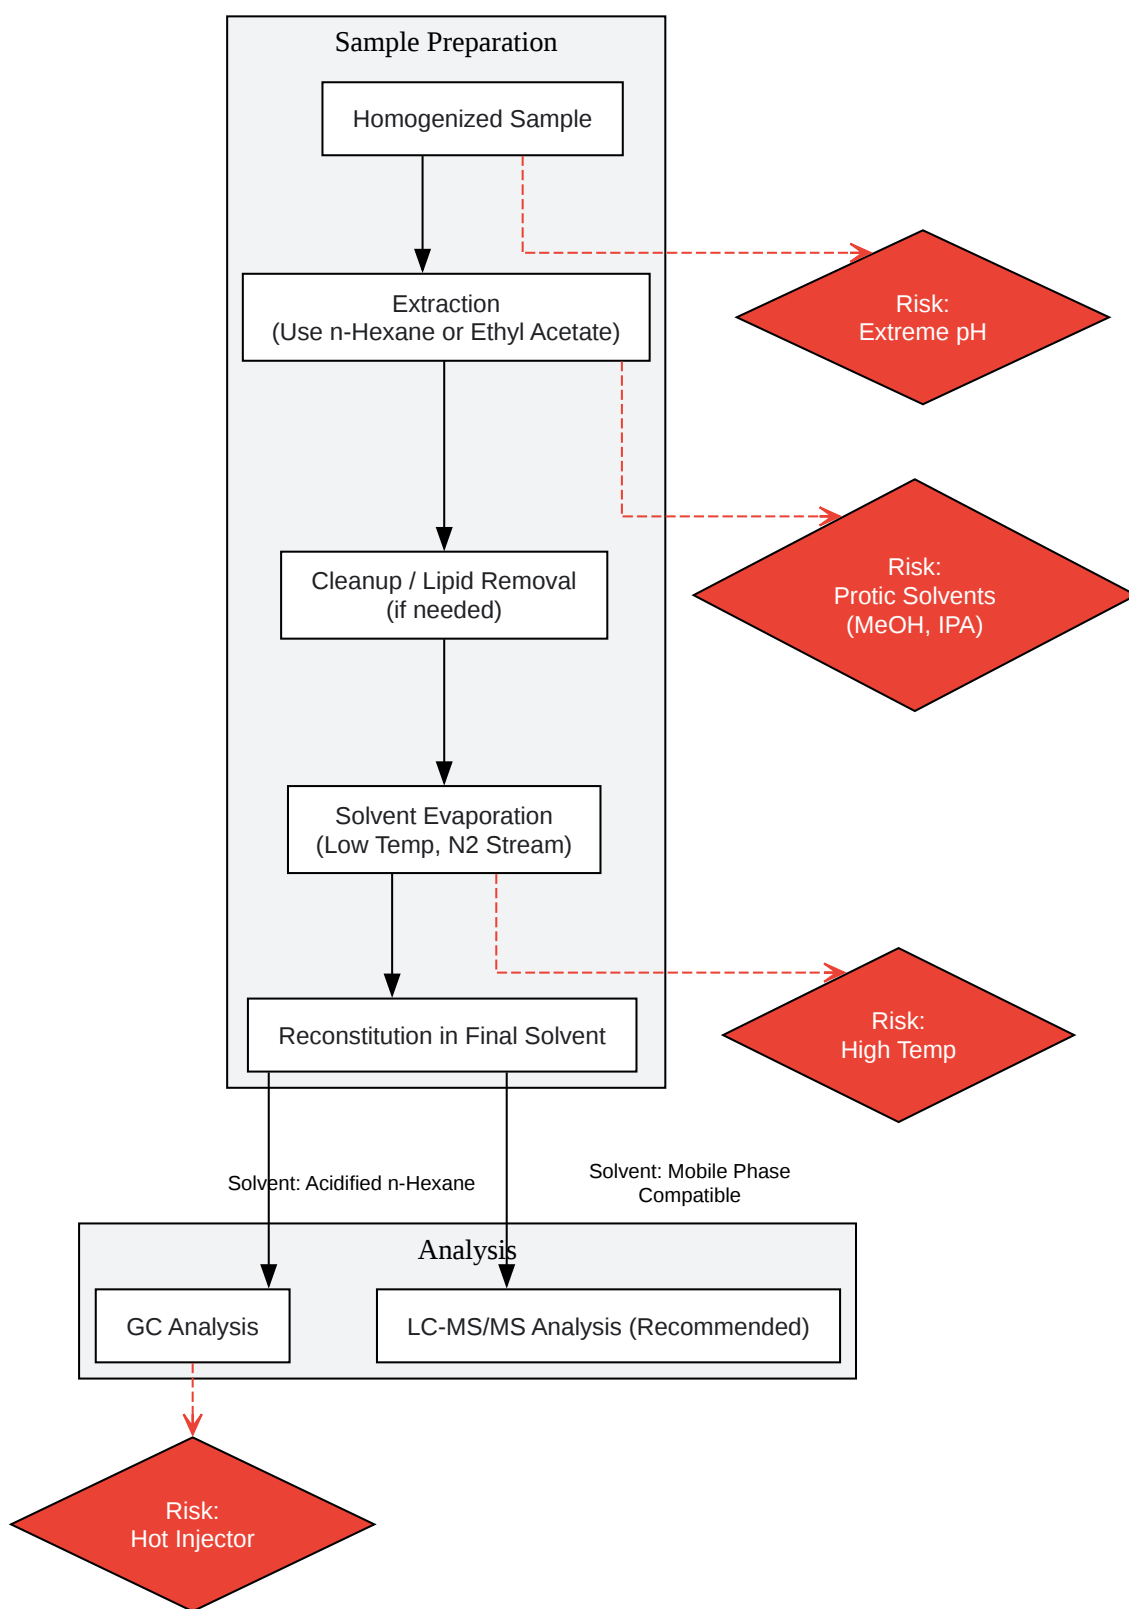 Sample Preparation
Homogenized Sample
Extraction
(Use n-Hexane or Ethyl Acetate)
Risk:
Extreme pH
Cleanup / Lipid Removal
(if needed)
Risk:
Protic Solvents
(MeOH, IPA)
Solvent Evaporation
(Low Temp, N2 Stream)
Reconstitution in Final Solvent
Risk:
High Temp
Solvent: Acidified n-Hexane
Solvent: Mobile Phase
Compatible
Analysis
GC Analysis
LC-MS/MS Analysis (Recommended)
Risk:
Hot Injector